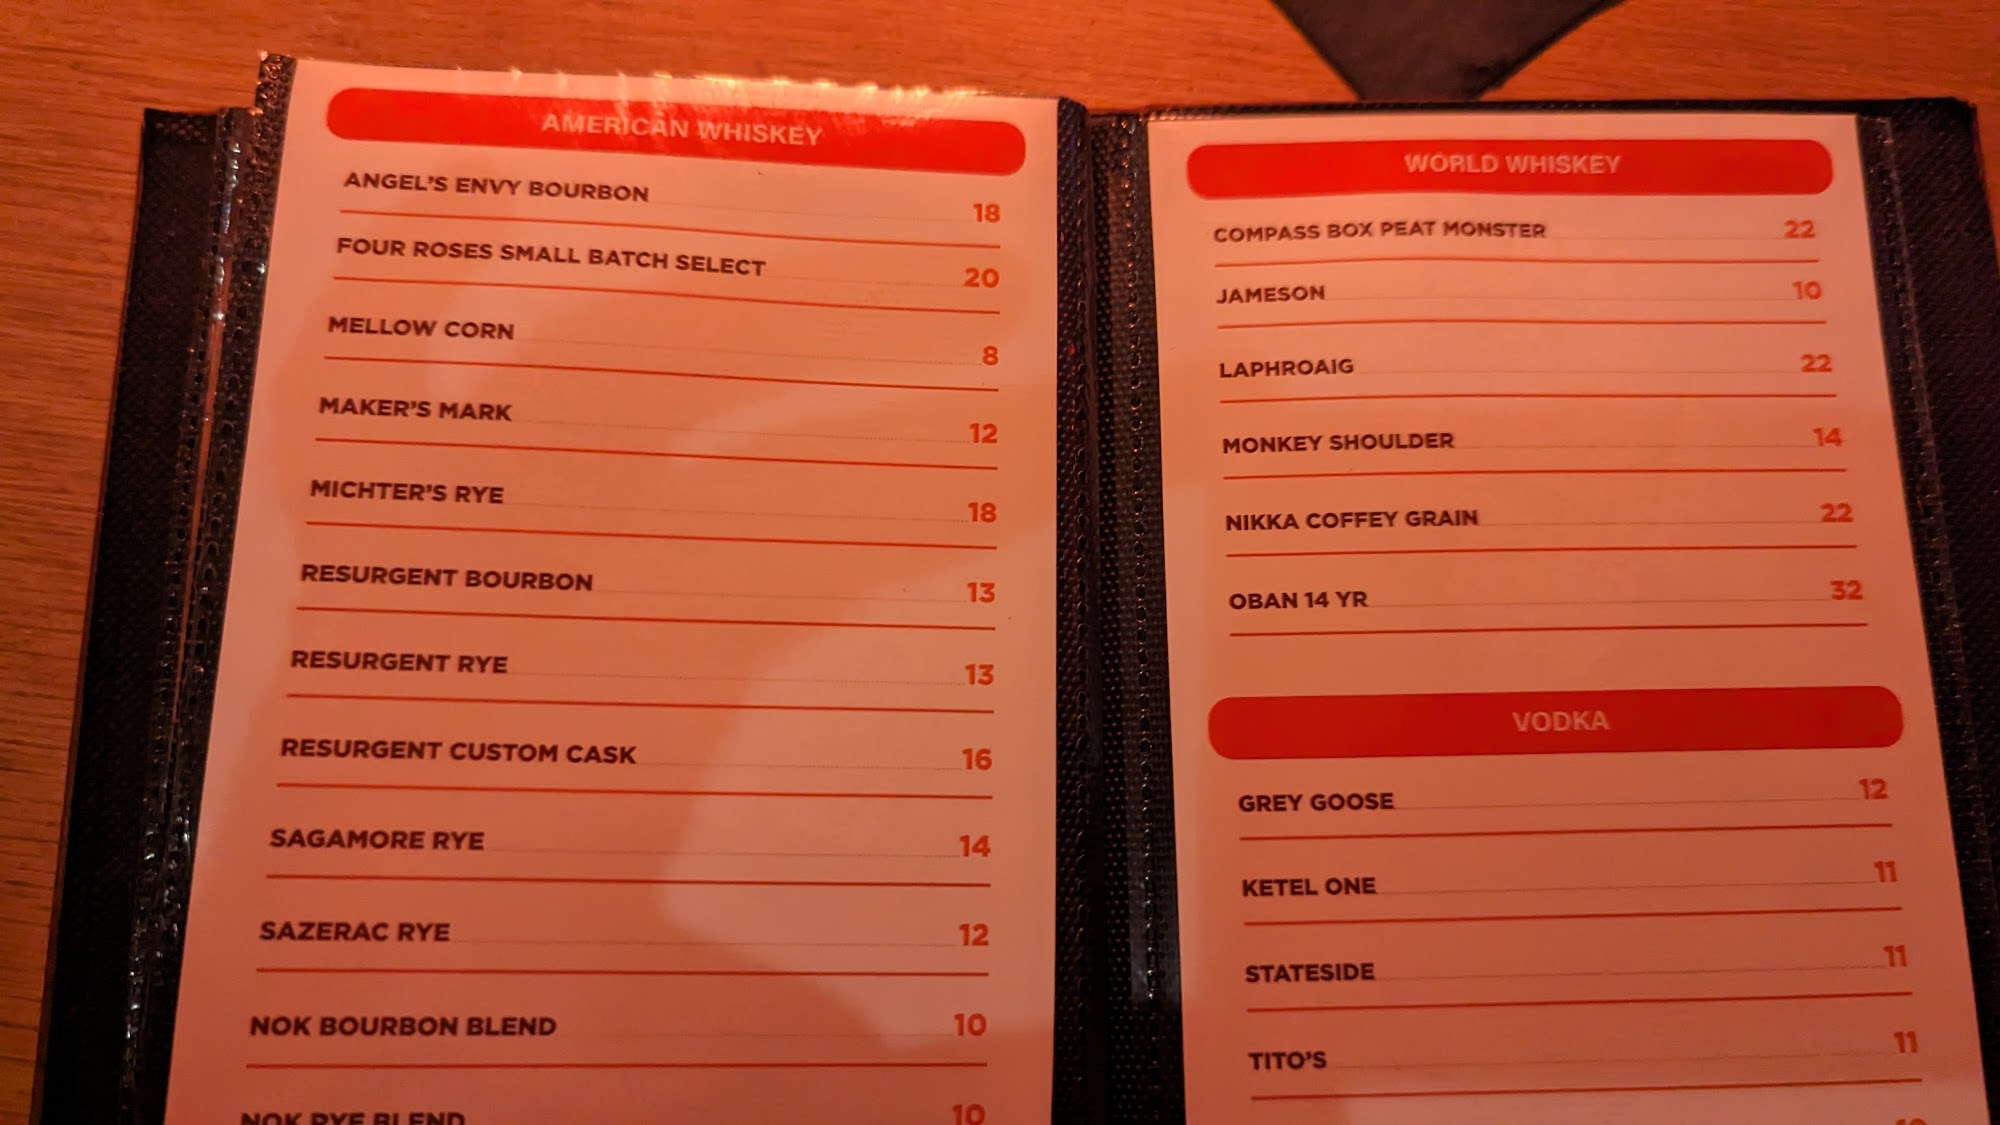 AMERICAN WHISKEY
ANGEL'S ENVY BOURBON 18
FOUR ROSES SMALL BATCH SELECT 20
MELLOW CORN 8
MAKER'S MARK 12
MICHTER'S RYE 18
RESURGENT BOURBON 13
RESURGENT RYE 13
RESURGENT CUSTOM CASK 16
SAGAMORE RYE 14
SAZERAC RYE 12
NOK BOURBON BLEND 10
NOK RYE BLEND 10
WORLD WHISKEY
COMPASS BOX PEAT MONSTER 22
JAMESON 10
LAPHROAIG 22
MONKEY SHOULDER 14
NIKKA COFFEY GRAIN 22
OBAN 14 YR 32
VODKA
GREY GOOSE 12
KETEL ONE 11
STATESIDE 11
TITO'S 11